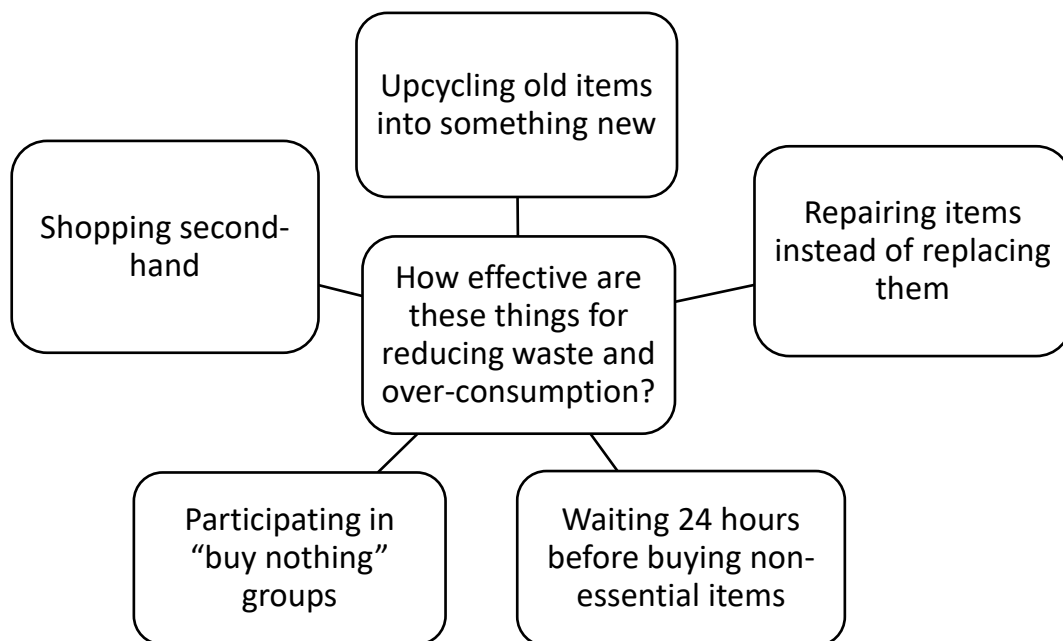 Upcycling old items
into something new
Shopping second-
hand
Repairing items
instead of replacing
them
How effective are
these things for
reducing waste and
over-consumption?
Participating in
“buy nothing”
groups
Waiting 24 hours
before buying non-
essential items